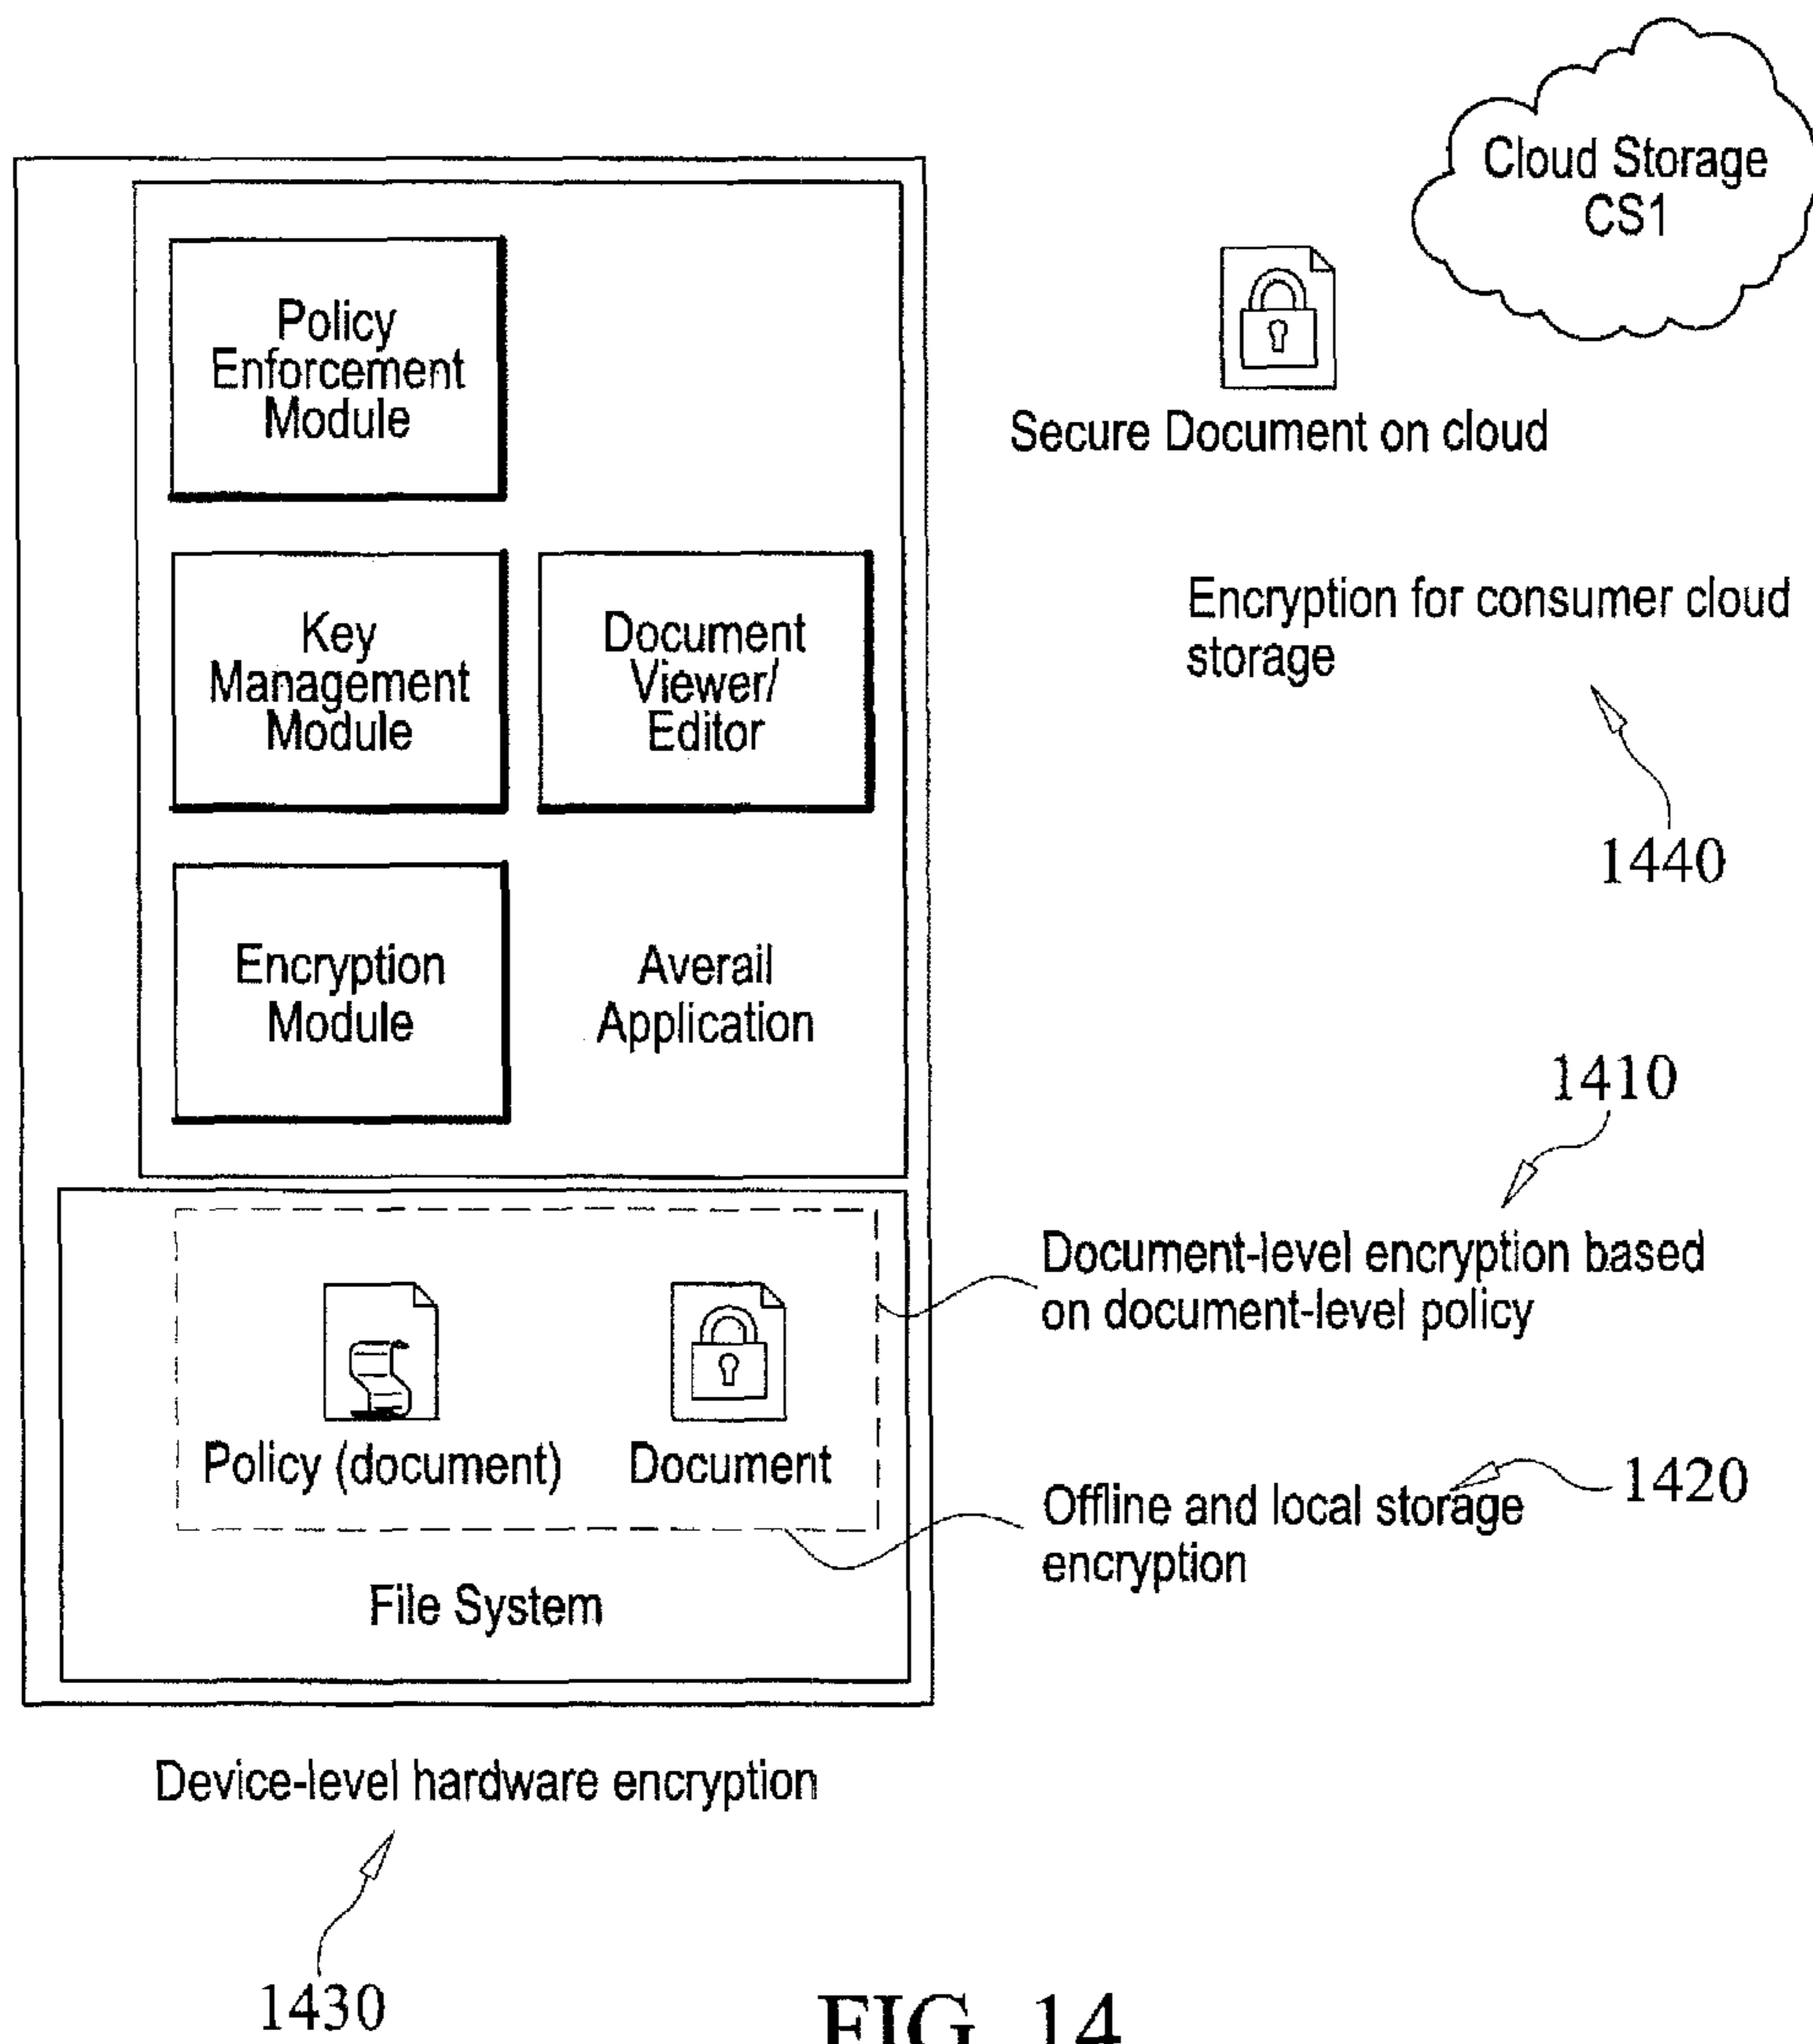 Cloud Storage
CS1
Policy
Enforcement
Module
Secure Document on cloud
Key
Management
Module
Document
Viewer/
Editor
Encryption for consumer cloud
storage
1440
Encryption
Module
Averail
Application
1410
Document-level encryption based
on document-level policy
Policy (document)
Document
1420
Offline and local storage
encryption
File System
Device-level hardware encryption
1430
FIG. 14